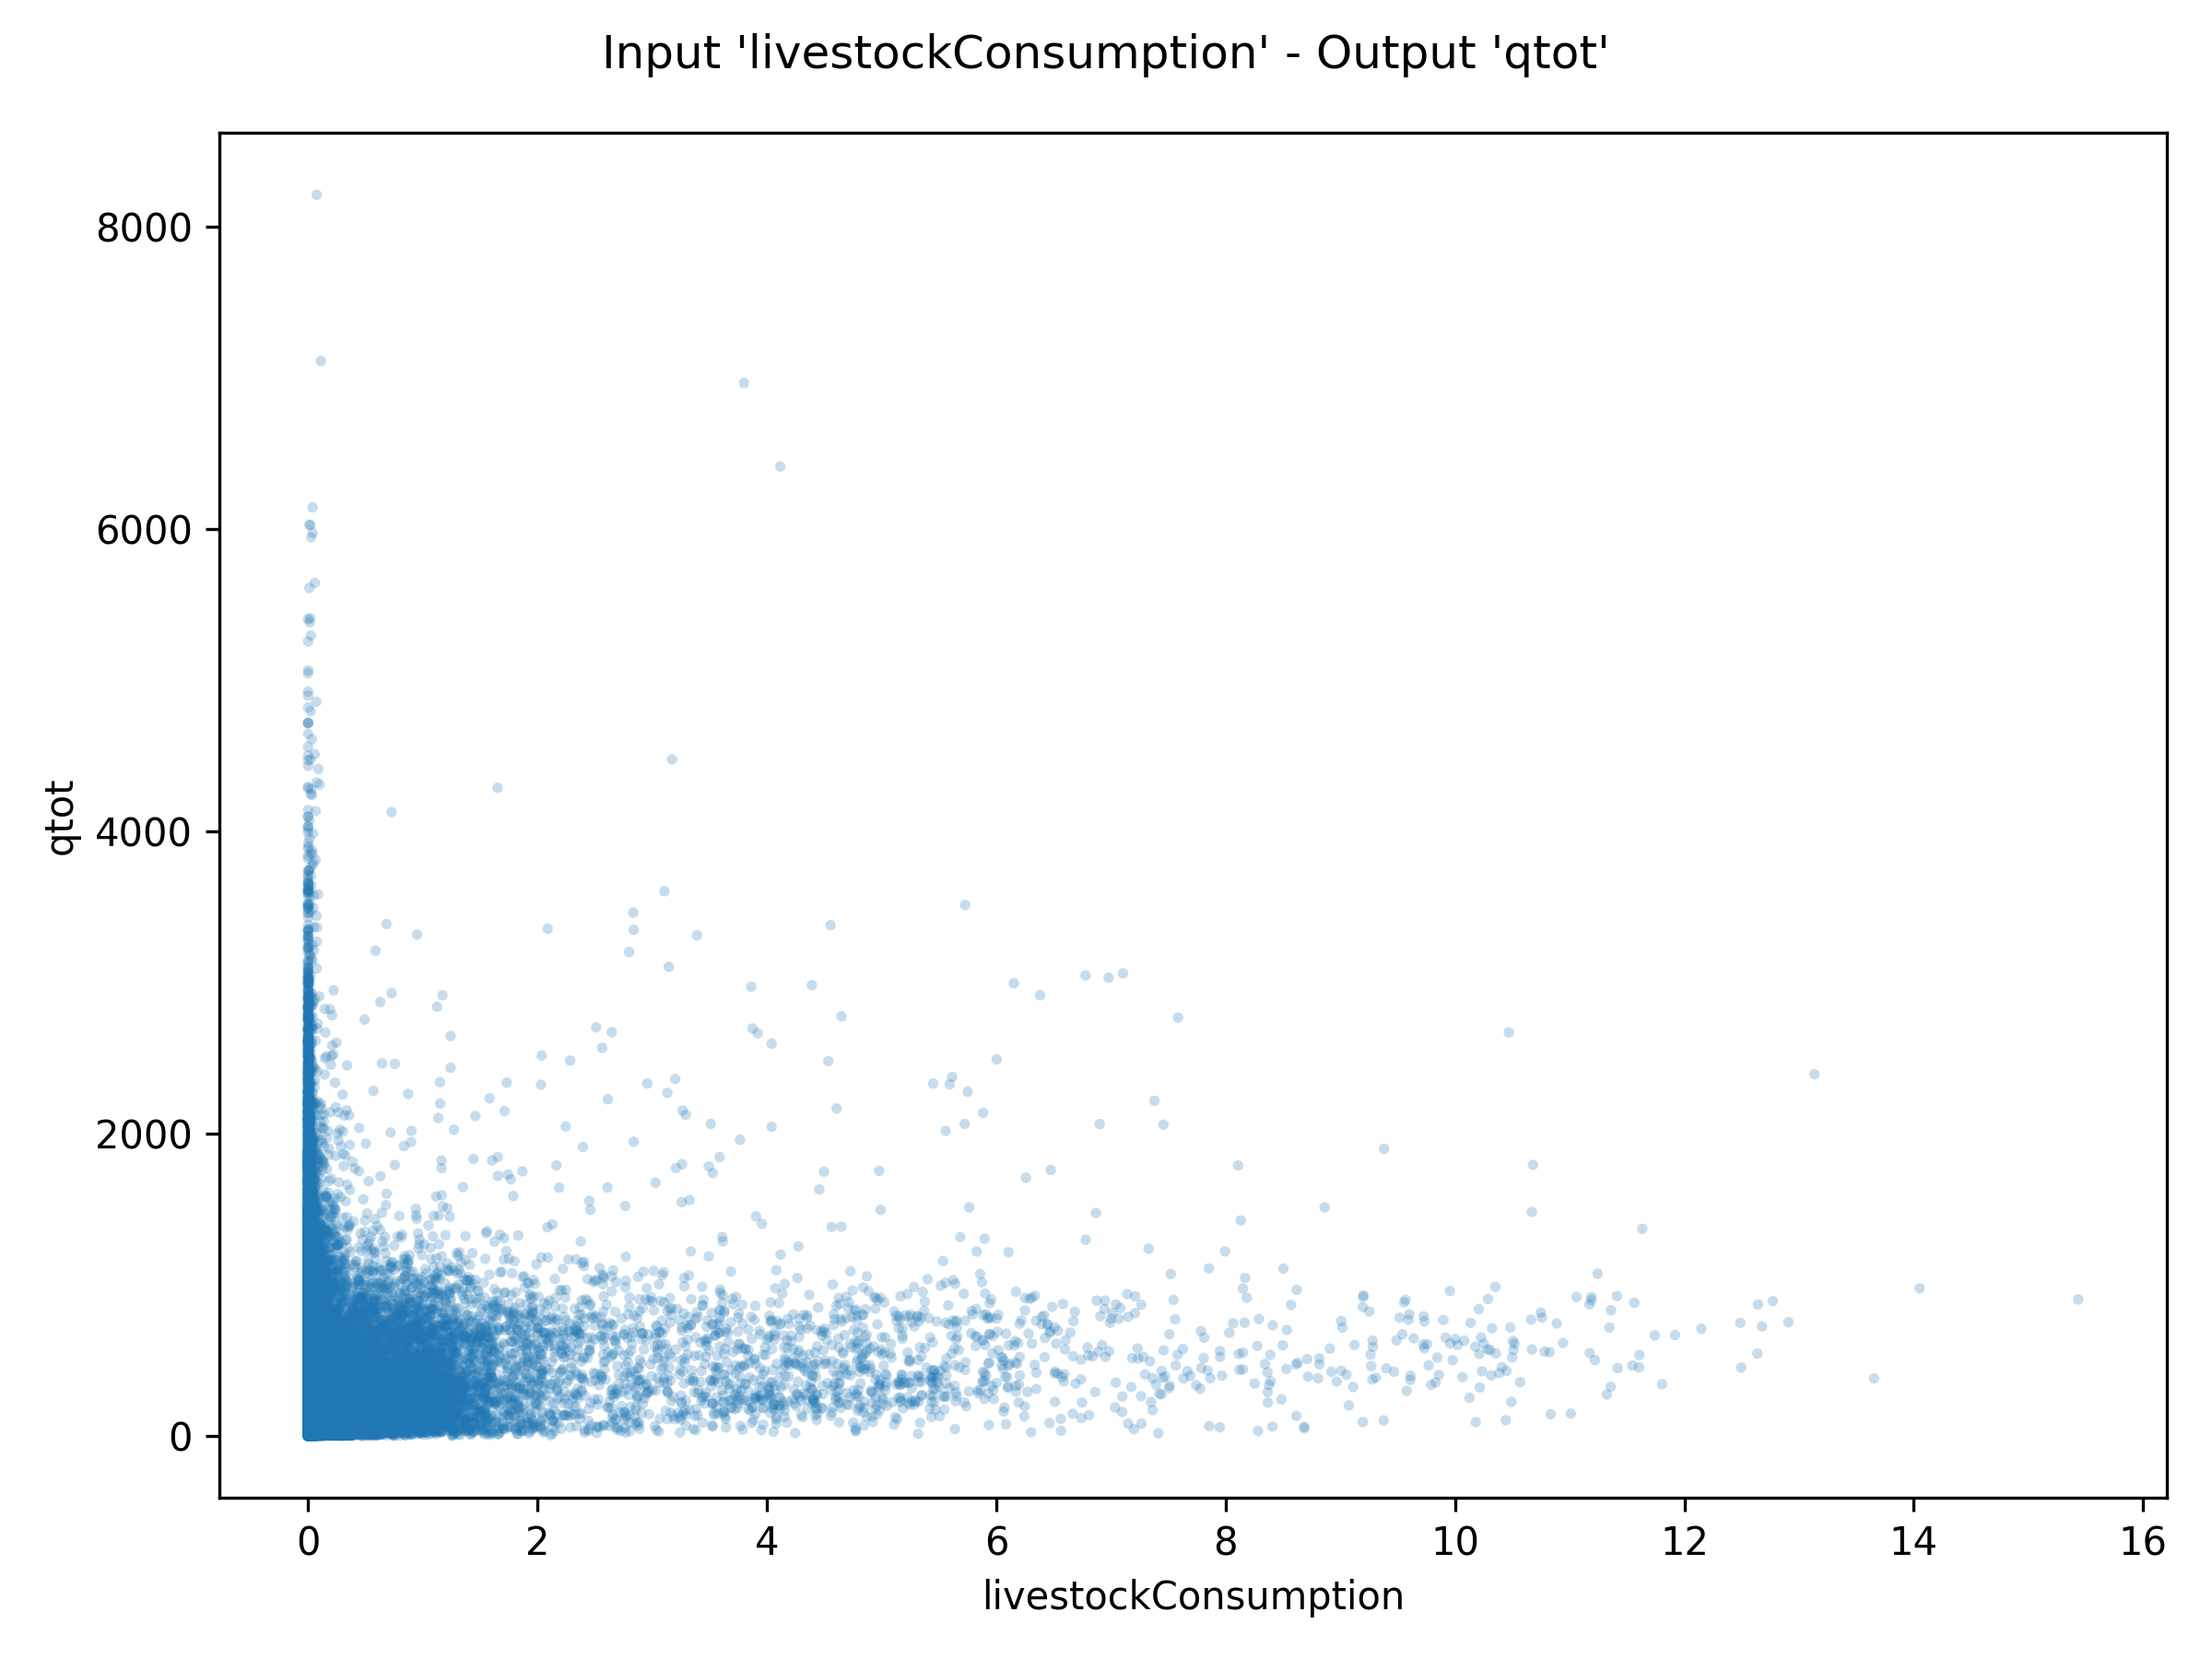 Input 'livestockConsumption' - Output 'qtot'
8000
6000
4000
2000
0
qtot
0 2 4 6 8 10 12 14 16
livestockConsumption